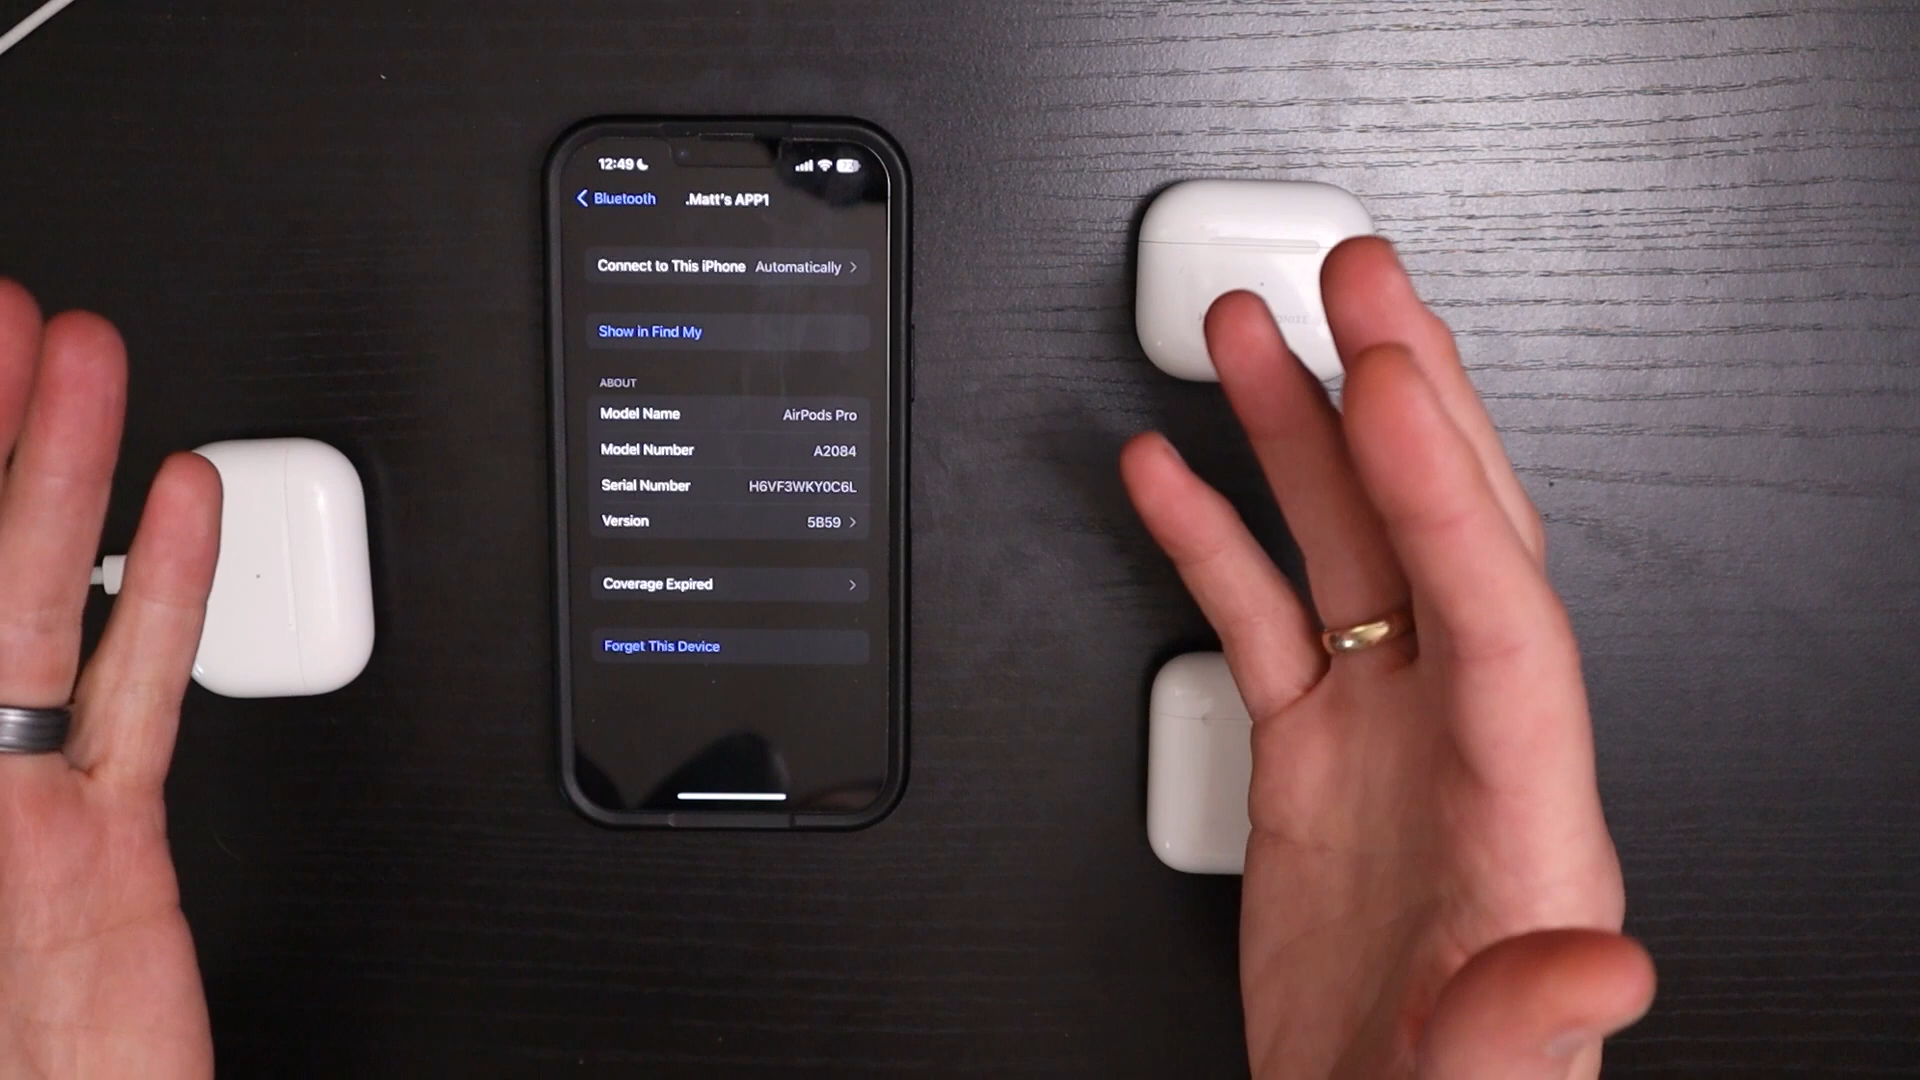 12:49
23
Bluetooth
.Matt's APP1
Connect to This iPhone Automatically
Show in Find My
ABOUT
Model Name AirPods Pro
Model Number A2084
Serial Number H6VF3WKY0C6L
Version 5B59
Coverage Expired
Forget This Device